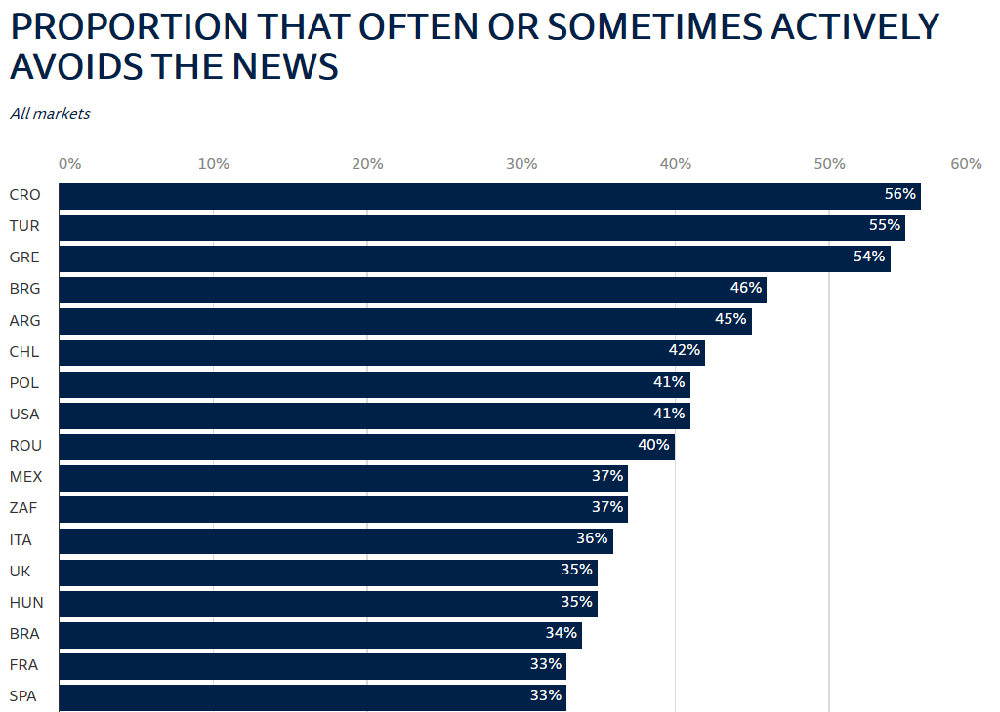 PROPORTION THAT OFTEN OR SOMETIMES ACTIVELY
AVOIDS THE NEWS
All markets
0% 10% 20% 30% 40% 50% 60%
CRO 56%
TUR 55%
GRE 54%
BRG 46%
ARG 45%
CHL 42%
POL 41%
USA 41%
ROU 40%
MEX 37%
ZAF 37%
ITA 36%
UK 35%
HUN 35%
BRA 34%
FRA 33%
SPA 33%